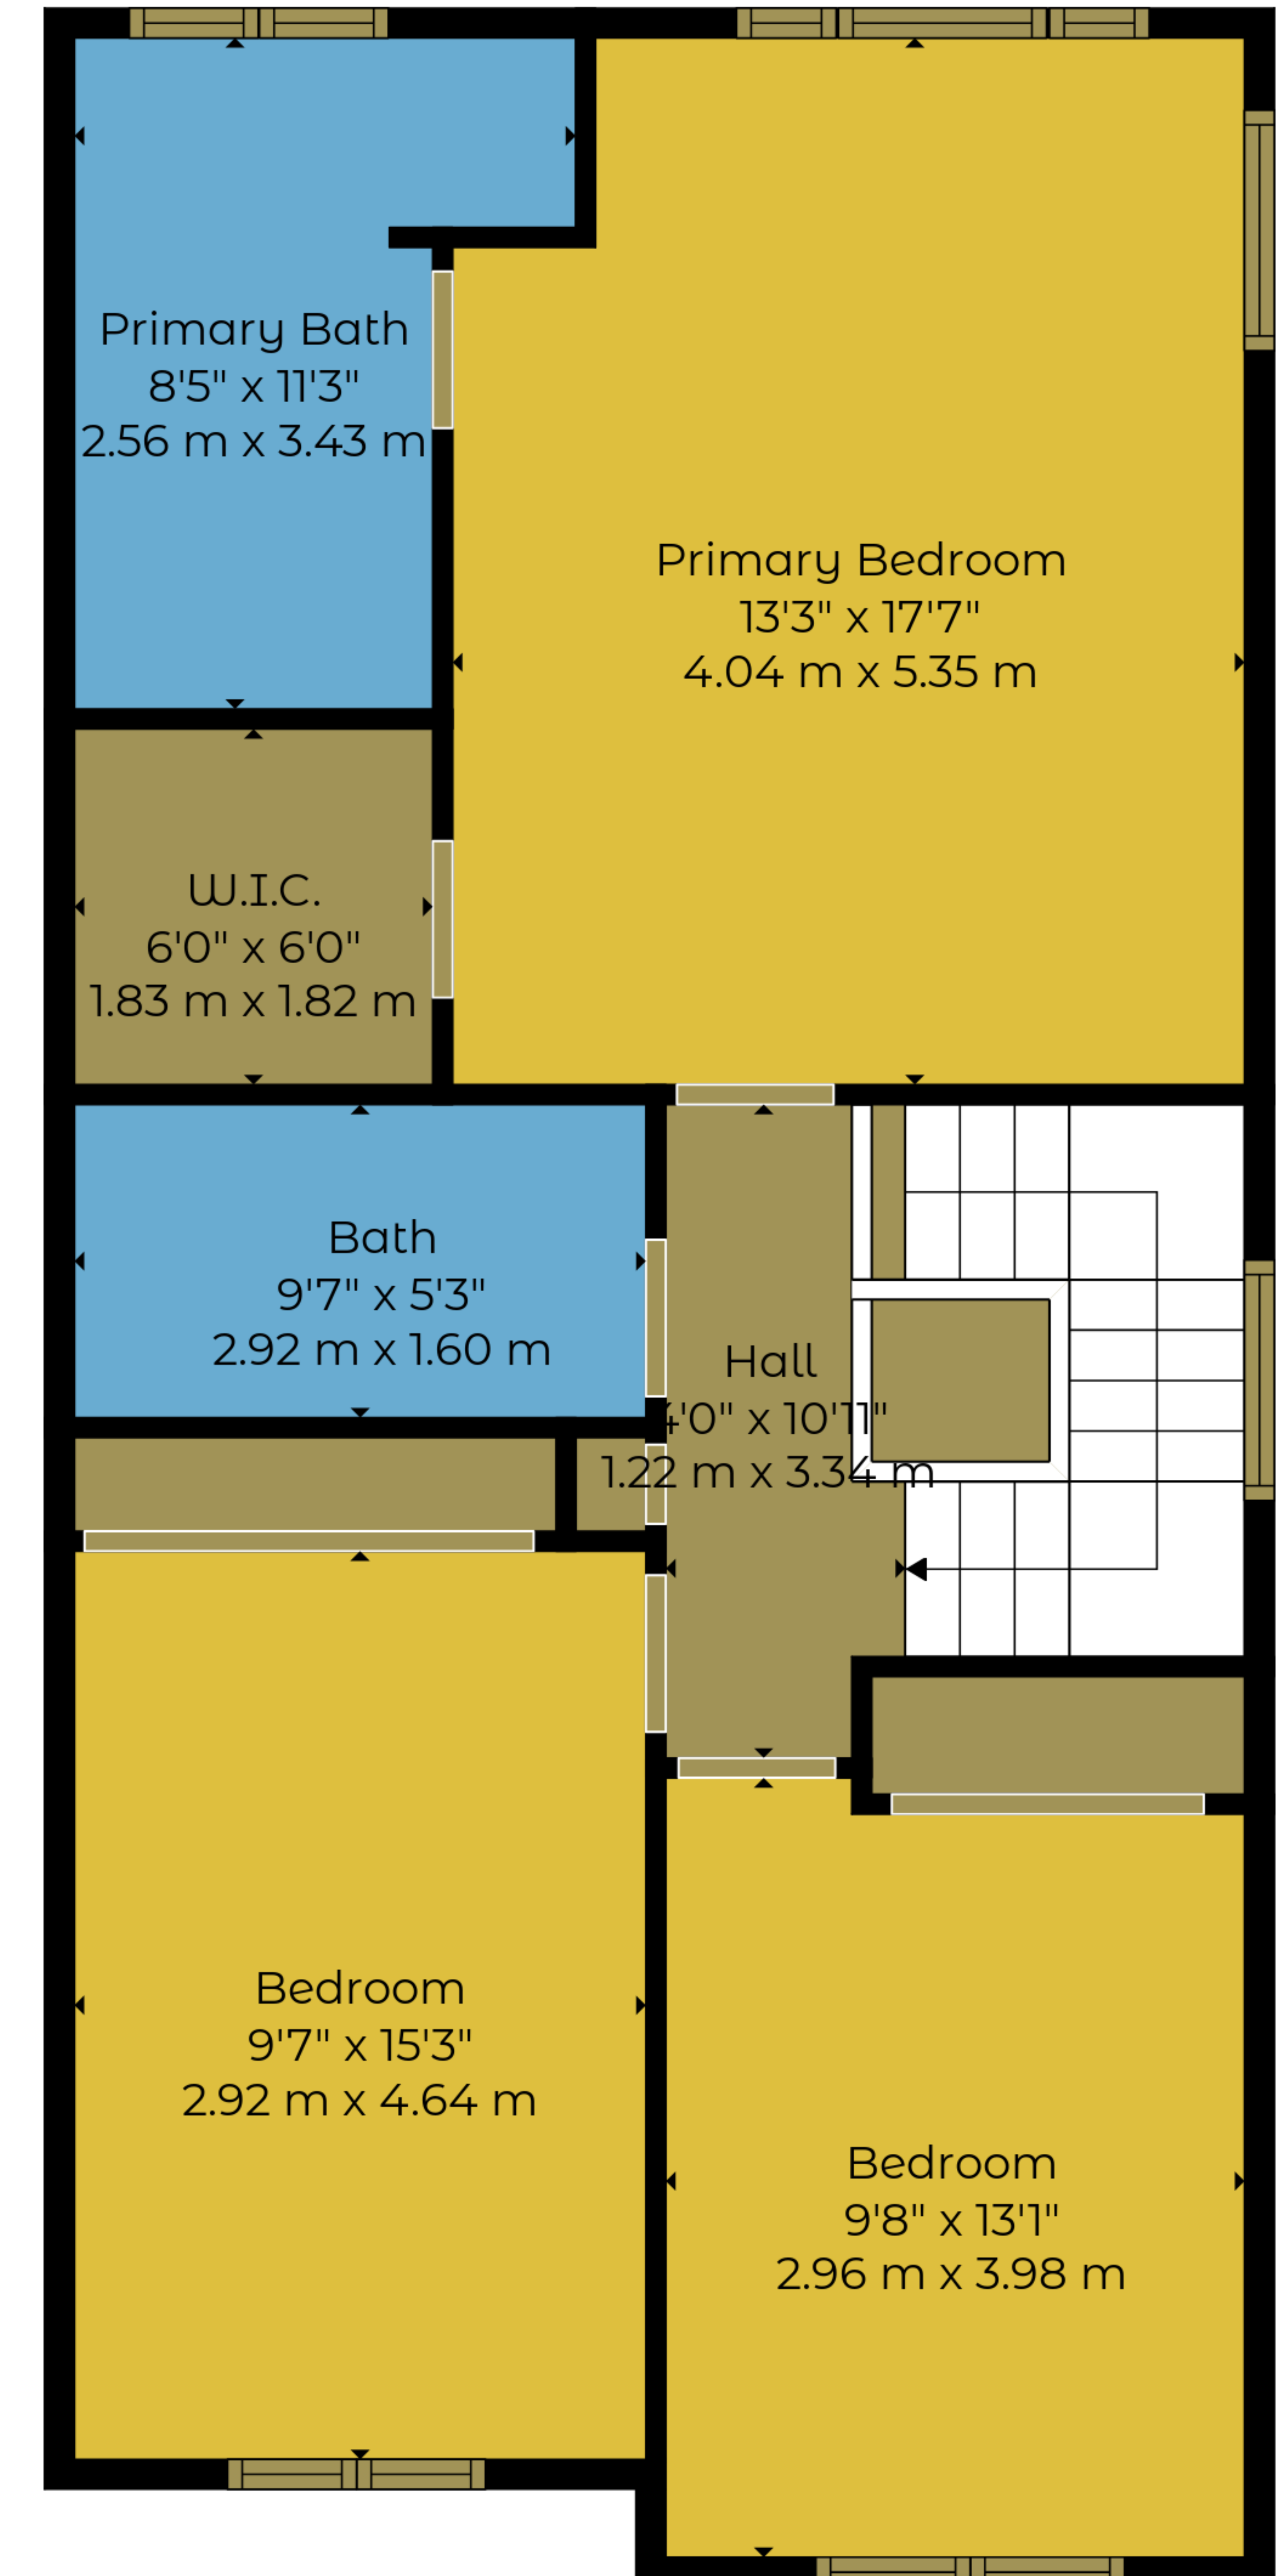 Primary Bath
8'5" x 11'3"
2.56 m x 3.43 m
Primary Bedroom
13'3" x 17'7"
4.04 m x 5.35 m
W.I.C.
6'0" x 6'0"
1.83 m x 1.82 m
Bath
9'7" x 5'3"
2.92 m x 1.60 m
Hall
4'0" x 10'11"
1.22 m x 3.34 m
Bedroom
9'7" x 15'3"
2.92 m x 4.64 m
Bedroom
9'8" x 13'1"
2.96 m x 3.98 m